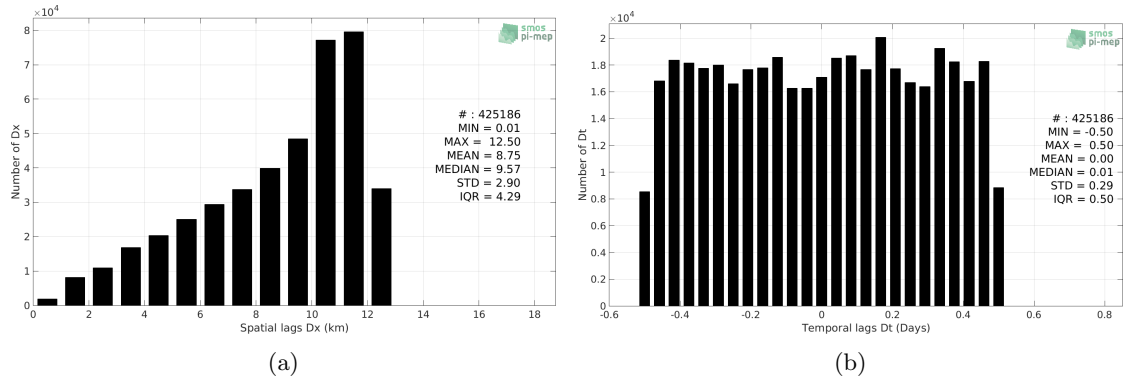 ×10⁴
8
7
6
5
4
3
2
1
0
Number of Dx
smos
pi-mep
# : 425186
MIN = 0.01
MAX = 12.50
MEAN = 8.75
MEDIAN = 9.57
STD = 2.90
IQR = 4.29
0 2 4 6 8 10 12 14 16 18
Spatial lags Dx (km)
(a)
×10⁴
2
1.8
1.6
1.4
1.2
1
0.8
0.6
0.4
0.2
0
Number of Dt
smos
pi-mep
# : 425186
MIN = -0.50
MAX = 0.50
MEAN = 0.00
MEDIAN = 0.01
STD = 0.29
IQR = 0.50
-0.6 -0.4 -0.2 0 0.2 0.4 0.6 0.8
Temporal lags Dt (Days)
(b)